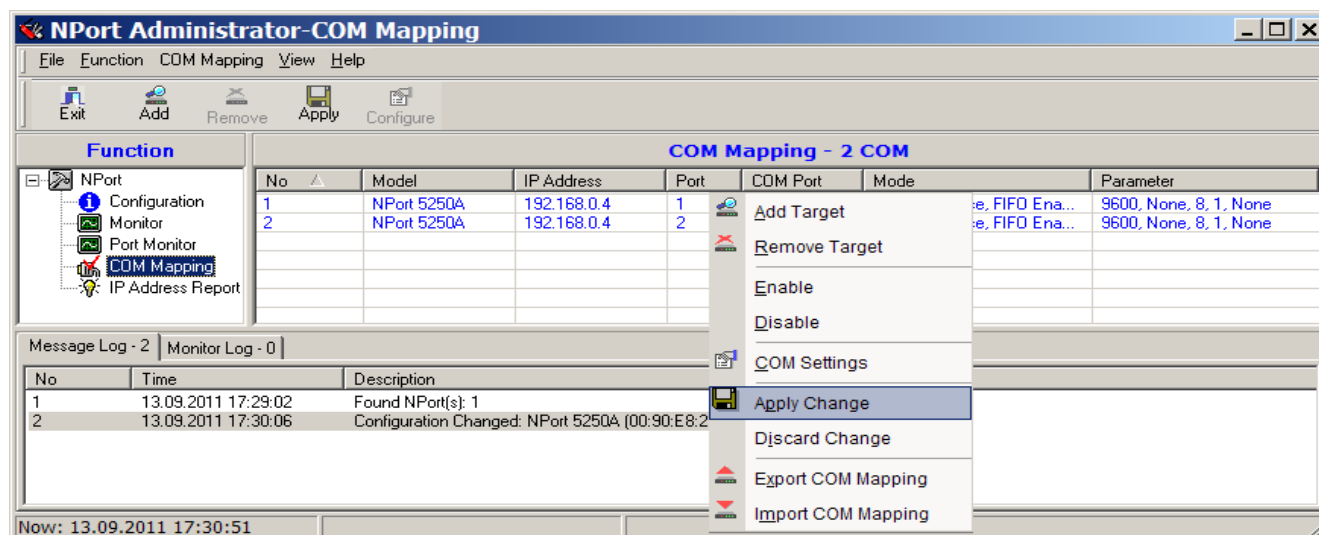 NPort Administrator-COM Mapping
File Function COM Mapping View Help
Exit Add Remove Apply Configure
Function
COM Mapping - 2 COM
NPort
Configuration
Monitor
Port Monitor
COM Mapping
IP Address Report
No Model IP Address Port COM Port Mode Parameter
1 NPort 5250A 192.168.0.4 1 e, FIFO Ena... 9600, None, 8, 1, None
2 NPort 5250A 192.168.0.4 2 e, FIFO Ena... 9600, None, 8, 1, None
Add Target
Remove Target
Enable
Disable
COM Settings
Apply Change
Discard Change
Export COM Mapping
Import COM Mapping
Message Log - 2 Monitor Log - 0
No Time Description
1 13.09.2011 17:29:02 Found NPort(s): 1
2 13.09.2011 17:30:06 Configuration Changed: NPort 5250A (00:90:E8:2
Now: 13.09.2011 17:30:51